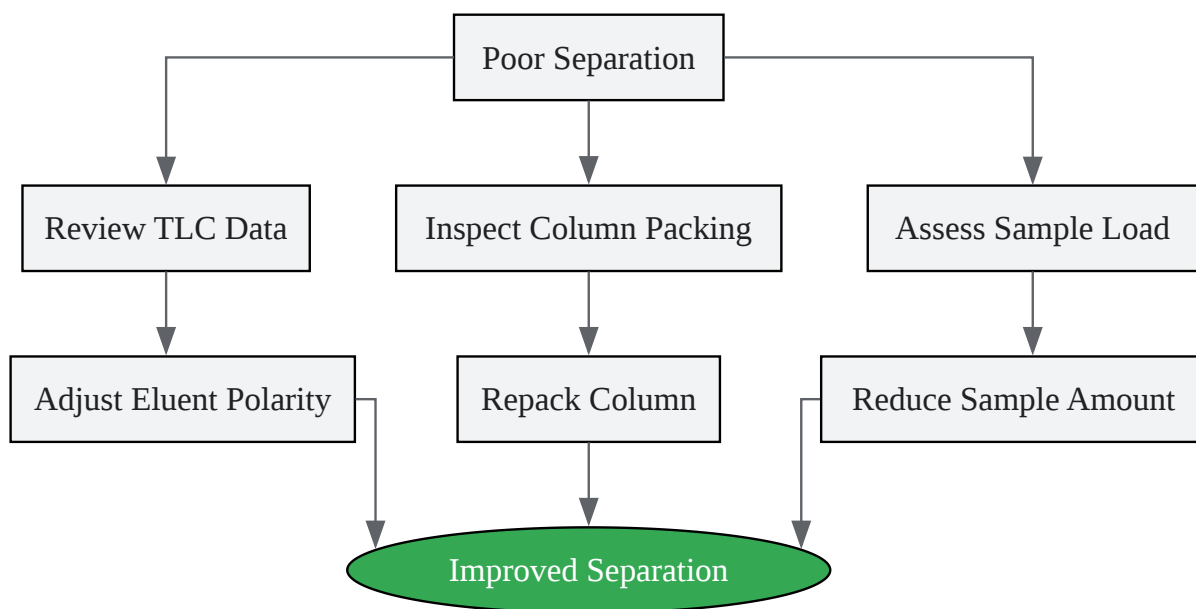 Poor Separation
Review TLC Data
Inspect Column Packing
Assess Sample Load
Adjust Eluent Polarity
Repack Column
Reduce Sample Amount
Improved Separation